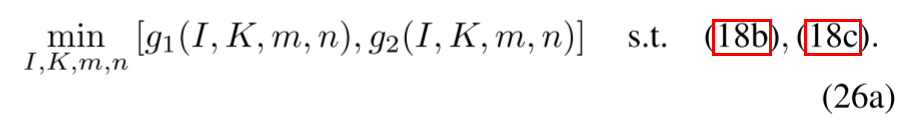 min [g1(I, K, m, n), g2(I, K, m, n)] s.t. (18b), (18c).
I,K,m,n
(26a)